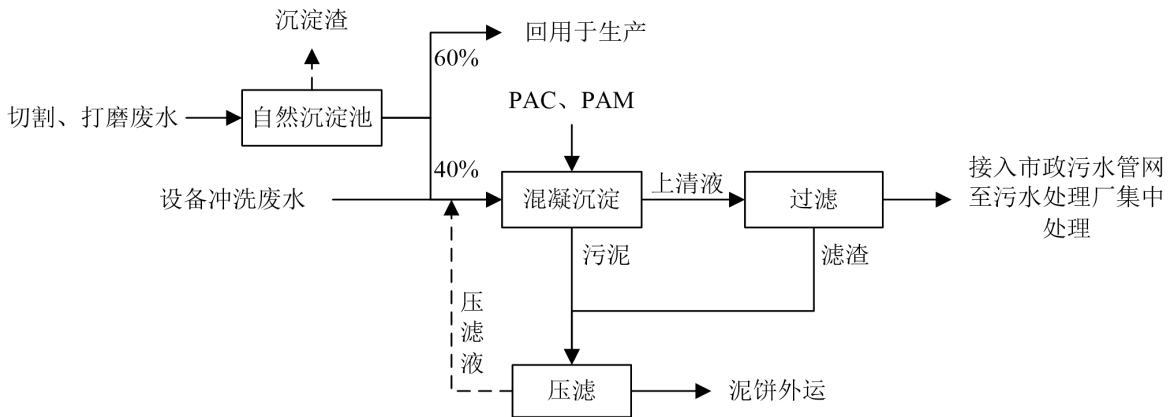 沉淀渣
回用于生产
60%
切割、打磨废水
自然沉淀池
PAC、PAM
40%
设备冲洗废水
混凝沉淀
上清液
过滤
接入市政污水管网
至污水处理厂集中
处理
污泥
滤渣
压滤液
压滤
泥饼外运